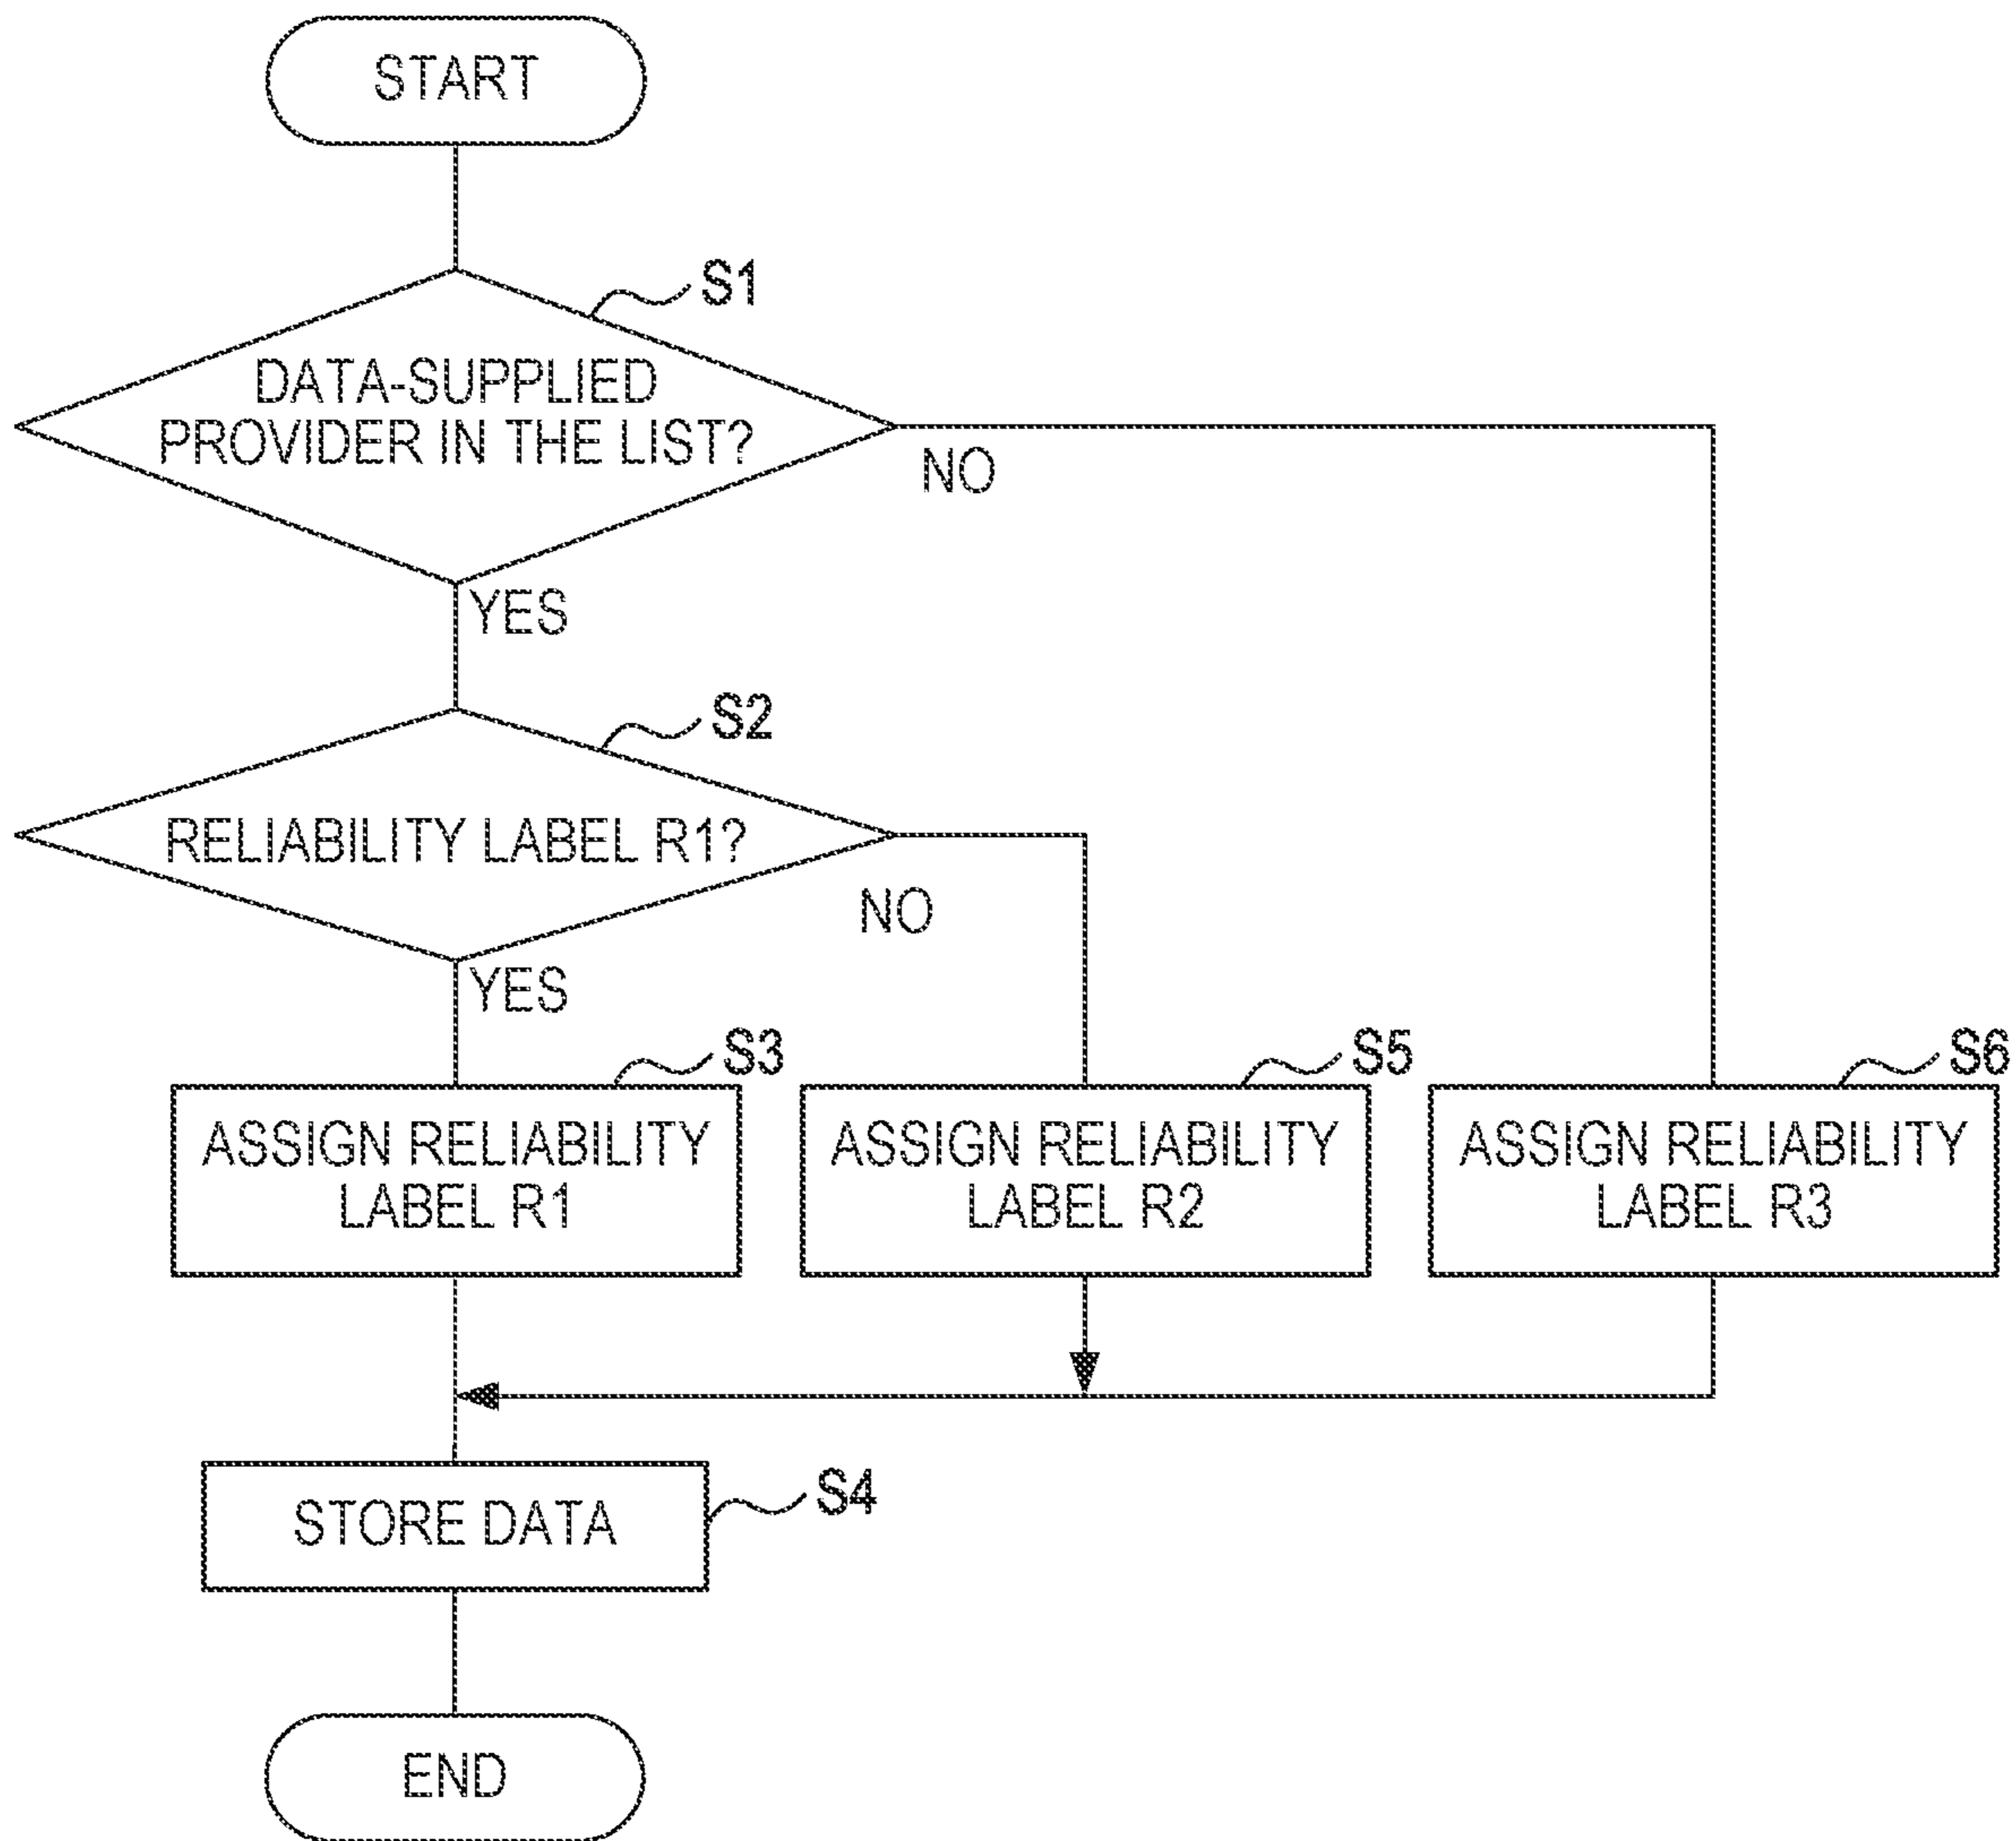 START
S1
DATA-SUPPLIED
PROVIDER IN THE LIST?
NO
YES
S2
RELIABILITY LABEL R1?
NO
YES
S3
ASSIGN RELIABILITY
LABEL R1
S5
ASSIGN RELIABILITY
LABEL R2
S6
ASSIGN RELIABILITY
LABEL R3
STORE DATA
S4
END